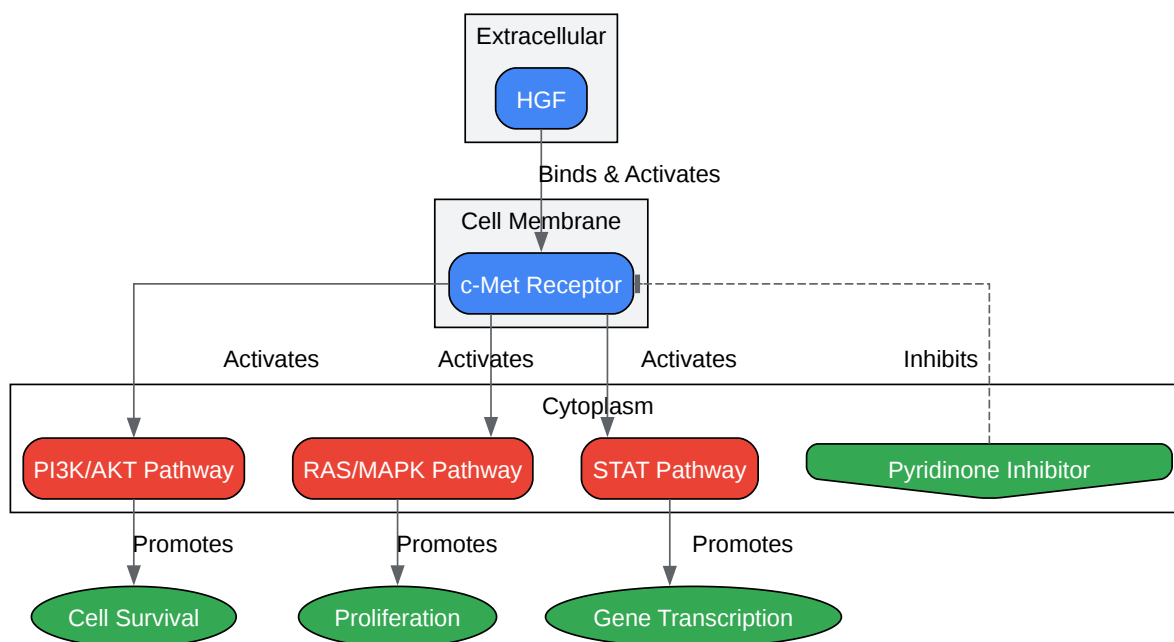 Extracellular
HGF
Binds & Activates
Cell Membrane
c-Met Receptor
Activates
Activates
Activates
Inhibits
Cytoplasm
PI3K/AKT Pathway
RAS/MAPK Pathway
STAT Pathway
Pyridinone Inhibitor
Promotes
Promotes
Promotes
Cell Survival
Proliferation
Gene Transcription